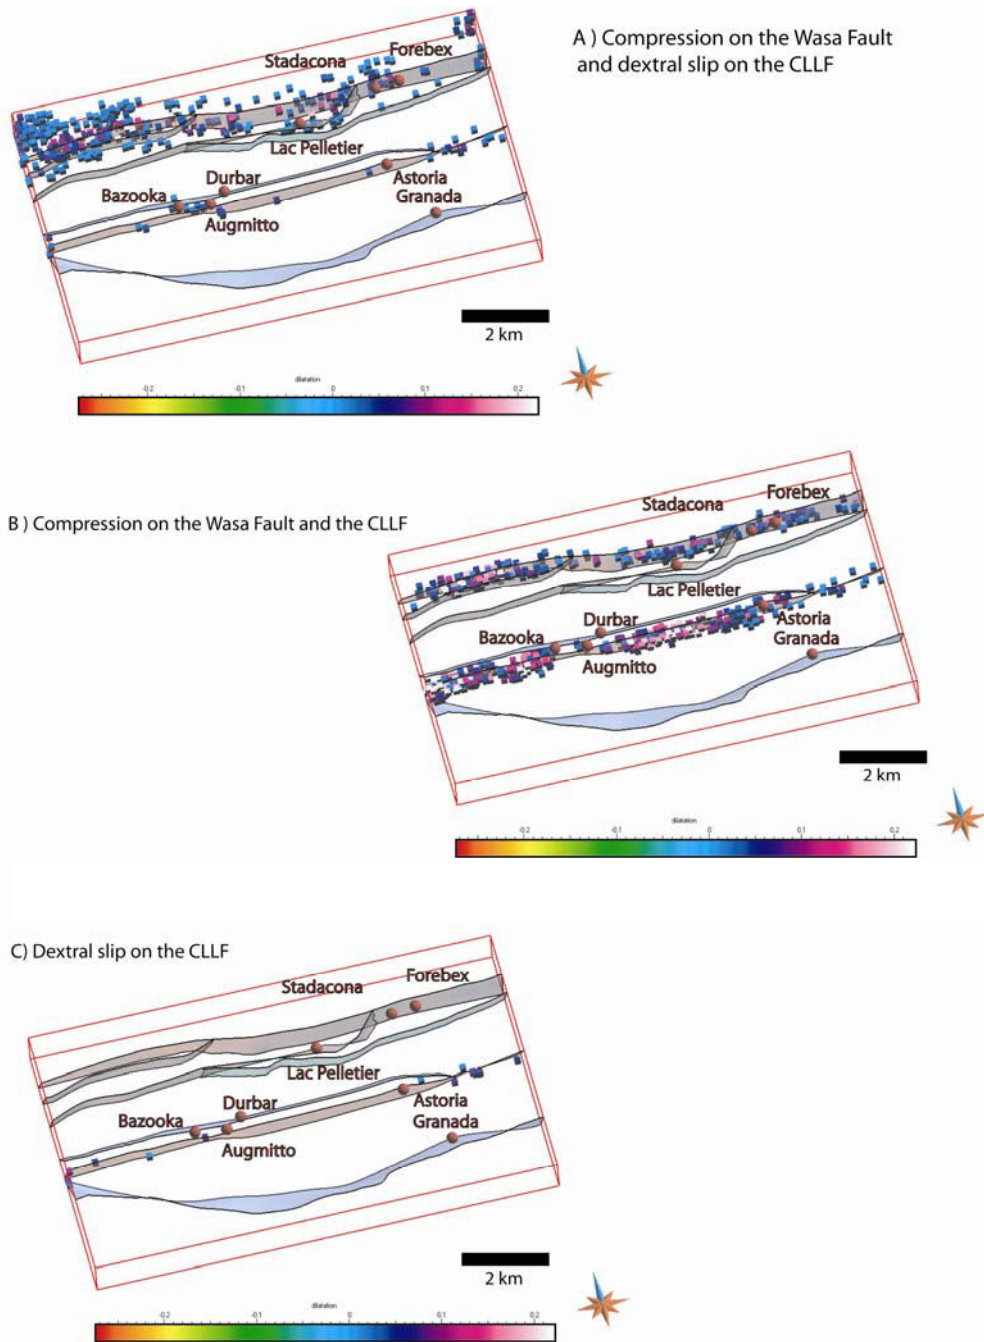 A ) Compression on the Wasa Fault
and dextral slip on the CLLF
Stadacona
Forebex
Lac Pelletier
Durbar
Bazooka
Augmitto
Astoria
Granada
2 km
dilatation
-0.2 -0.1 0 0.1 0.2
B ) Compression on the Wasa Fault and the CLLF
Stadacona
Forebex
Lac Pelletier
Durbar
Bazooka
Augmitto
Astoria
Granada
2 km
dilatation
-0.2 -0.1 0 0.1 0.2
C) Dextral slip on the CLLF
Stadacona
Forebex
Lac Pelletier
Durbar
Bazooka
Augmitto
Astoria
Granada
2 km
dilatation
-0.2 -0.1 0 0.1 0.2